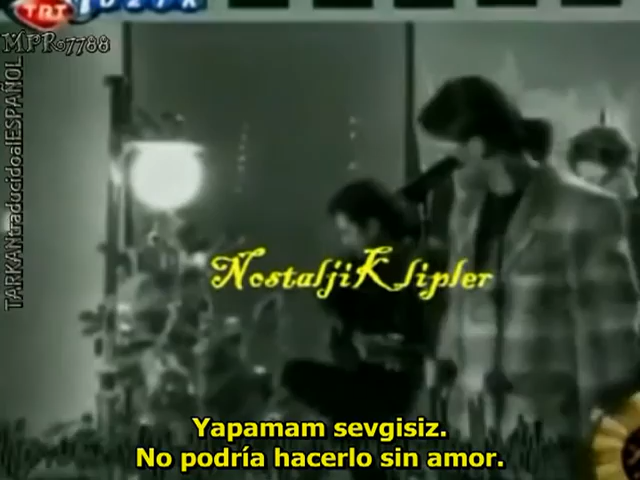 TRT
MPR07788
TARKANtraducidoalESPAÑOL
NostaljiKlipler
Yapamam sevgisiz.
No podría hacerlo sin amor.